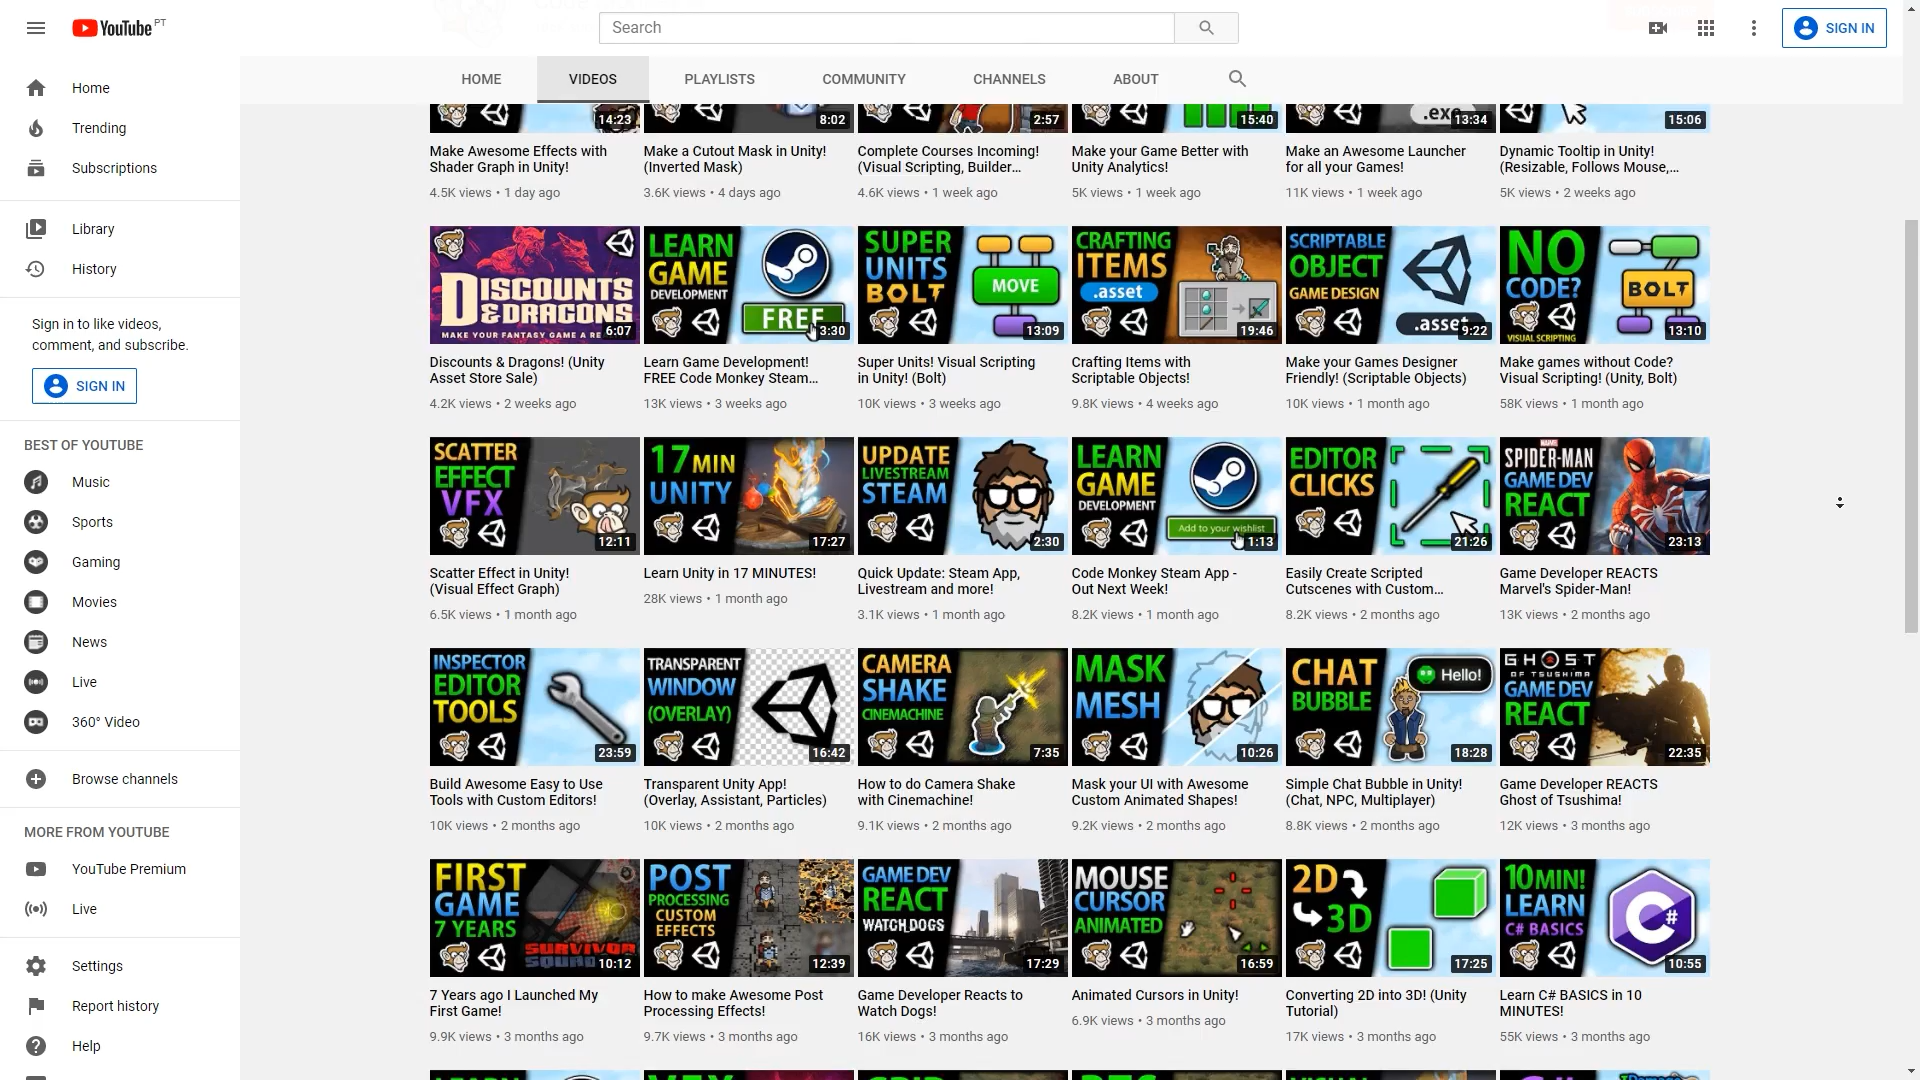 YouTube PT
Search
SIGN IN
HOME
VIDEOS
PLAYLISTS
COMMUNITY
CHANNELS
ABOUT
Home
Trending
Subscriptions
Library
History
Sign in to like videos,
comment, and subscribe.
SIGN IN
BEST OF YOUTUBE
Music
Sports
Gaming
Movies
News
Live
360° Video
Browse channels
MORE FROM YOUTUBE
YouTube Premium
Live
Settings
Report history
Help
14:23
Make Awesome Effects with
Shader Graph in Unity!
4.5K views • 1 day ago
8:02
Make a Cutout Mask in Unity!
(Inverted Mask)
3.6K views • 4 days ago
2:57
Complete Courses Incoming!
(Visual Scripting, Builder...
4.6K views • 1 week ago
15:40
Make your Game Better with
Unity Analytics!
5K views • 1 week ago
.exe
13:34
Make an Awesome Launcher
for all your Games!
11K views • 1 week ago
15:06
Dynamic Tooltip in Unity!
(Resizable, Follows Mouse,...
5K views • 2 weeks ago
DISCOUNTS
& DRAGONS!
MAKE YOUR FANTASY GAME A RE
6:07
Discounts & Dragons! (Unity
Asset Store Sale)
4.2K views • 2 weeks ago
LEARN
GAME
DEVELOPMENT
FREE
3:30
Learn Game Development!
FREE Code Monkey Steam...
13K views • 3 weeks ago
SUPER
UNITS
BOLT
MOVE
13:09
Super Units! Visual Scripting
in Unity! (Bolt)
10K views • 3 weeks ago
CRAFTING
ITEMS
.asset
19:46
Crafting Items with
Scriptable Objects!
9.8K views • 4 weeks ago
SCRIPTABLE
OBJECT
GAME DESIGN
.asset
9:22
Make your Games Designer
Friendly! (Scriptable Objects)
10K views • 1 month ago
NO
CODE?
VISUAL SCRIPTING
BOLT
13:10
Make games without Code?
Visual Scripting! (Unity, Bolt)
58K views • 1 month ago
SCATTER
EFFECT
VFX
12:11
Scatter Effect in Unity!
(Visual Effect Graph)
6.5K views • 1 month ago
17 MIN
UNITY
17:27
Learn Unity in 17 MINUTES!
28K views • 1 month ago
UPDATE
LIVESTREAM
STEAM
2:30
Quick Update: Steam App,
Livestream and more!
3.1K views • 1 month ago
LEARN
GAME
DEVELOPMENT
Add to your wishlist
1:13
Code Monkey Steam App -
Out Next Week!
8.2K views • 1 month ago
EDITOR
CLICKS
21:26
Easily Create Scripted
Cutscenes with Custom...
8.2K views • 2 months ago
MARVEL
SPIDER-MAN
GAME DEV
REACT
23:13
Game Developer REACTS
Marvel's Spider-Man!
13K views • 2 months ago
INSPECTOR
EDITOR
TOOLS
23:59
Build Awesome Easy to Use
Tools with Custom Editors!
10K views • 2 months ago
TRANSPARENT
WINDOW
(OVERLAY)
16:42
Transparent Unity App!
(Overlay, Assistant, Particles)
10K views • 2 months ago
CAMERA
SHAKE
CINEMACHINE
7:35
How to do Camera Shake
with Cinemachine!
9.1K views • 2 months ago
MASK
MESH
10:26
Mask your UI with Awesome
Custom Animated Shapes!
9.2K views • 2 months ago
CHAT
BUBBLE
Hello!
18:28
Simple Chat Bubble in Unity!
(Chat, NPC, Multiplayer)
8.8K views • 2 months ago
GHOST
OF TSUSHIMA
GAME DEV
REACT
22:35
Game Developer REACTS
Ghost of Tsushima!
12K views • 3 months ago
FIRST
GAME
7 YEARS
SURVIVOR
SQUAD
10:12
7 Years ago I Launched My
First Game!
9.9K views • 3 months ago
POST
PROCESSING
CUSTOM
EFFECTS
12:39
How to make Awesome Post
Processing Effects!
9.7K views • 3 months ago
GAME DEV
REACT
WATCH DOGS
17:29
Game Developer Reacts to
Watch Dogs!
16K views • 3 months ago
MOUSE
CURSOR
ANIMATED
16:59
Animated Cursors in Unity!
6.9K views • 3 months ago
2D
3D
17:25
Converting 2D into 3D! (Unity
Tutorial)
17K views • 3 months ago
10 MIN!
LEARN
C# BASICS
C#
10:55
Learn C# BASICS in 10
MINUTES!
55K views • 3 months ago